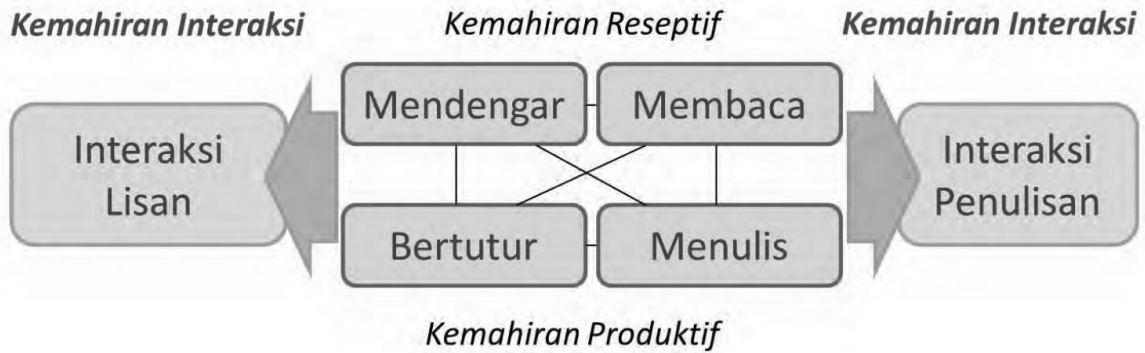 Kemahiran Interaksi
Kemahiran Reseptif
Kemahiran Interaksi
Mendengar
Membaca
Interaksi
Lisan
Interaksi
Penulisan
Bertutur
Menulis
Kemahiran Produktif